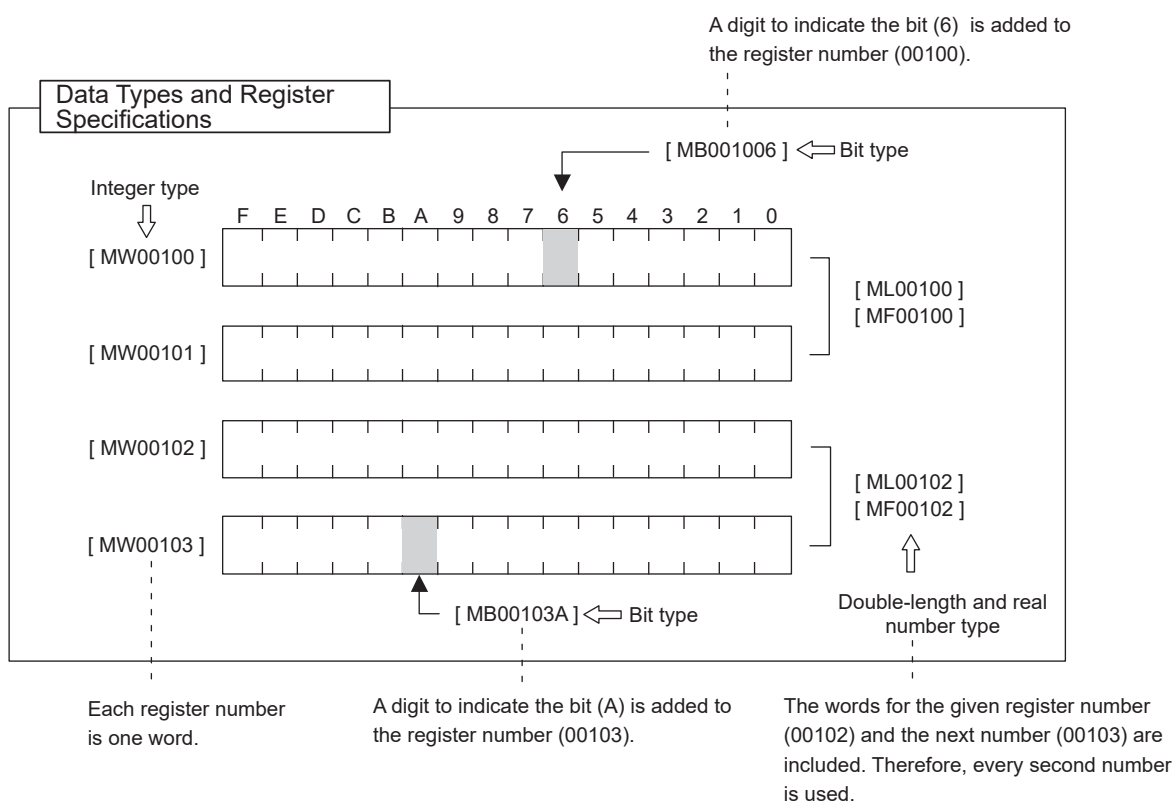 A digit to indicate the bit (6) is added to
the register number (00100).
Data Types and Register
Specifications
[ MB001006 ] Bit type
Integer type
F E D C B A 9 8 7 6 5 4 3 2 1 0
[ MW00100 ]
[ ML00100 ]
[ MF00100 ]
[ MW00101 ]
[ MW00102 ]
[ ML00102 ]
[ MF00102 ]
[ MW00103 ]
Double-length and real
number type
[ MB00103A ] Bit type
Each register number
is one word.
A digit to indicate the bit (A) is added to
the register number (00103).
The words for the given register number
(00102) and the next number (00103) are
included. Therefore, every second number
is used.